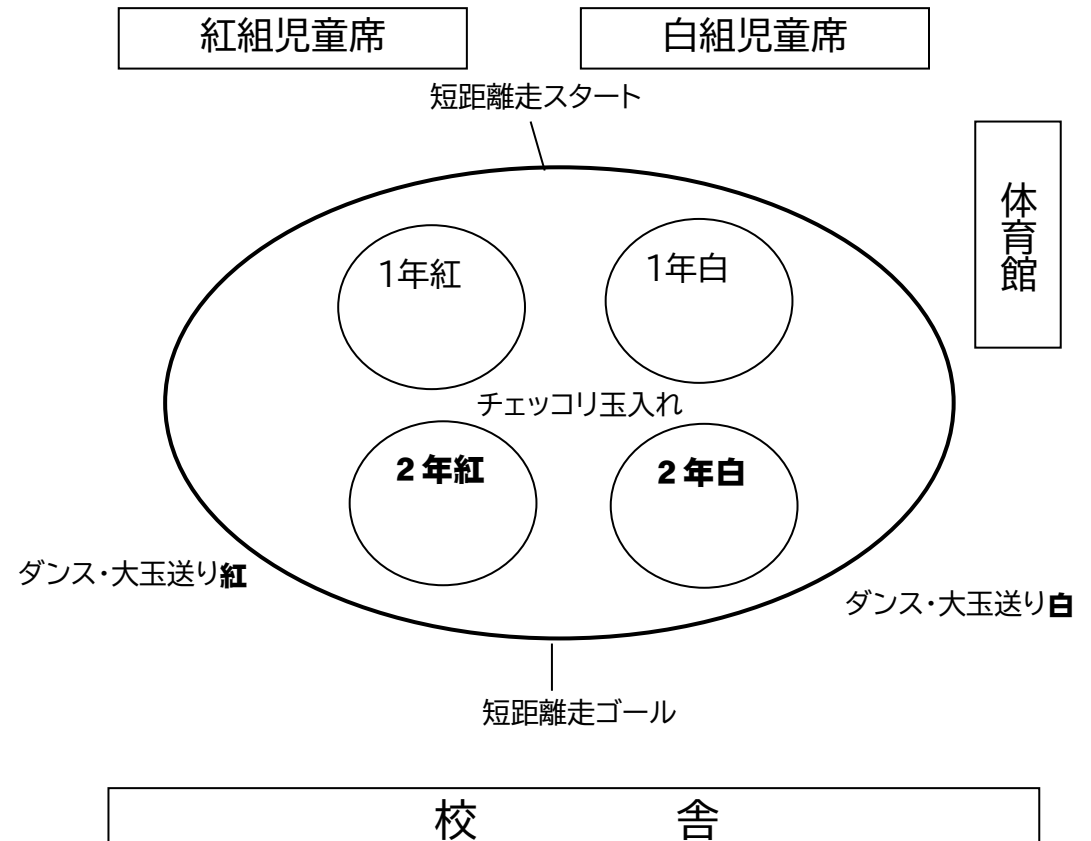 紅組児童席
白組児童席
短距離走スタート
体育館
1年紅
1年白
チェッコリ玉入れ
2年紅
2年白
ダンス・大玉送り紅
ダンス・大玉送り白
短距離走ゴール
校　舎